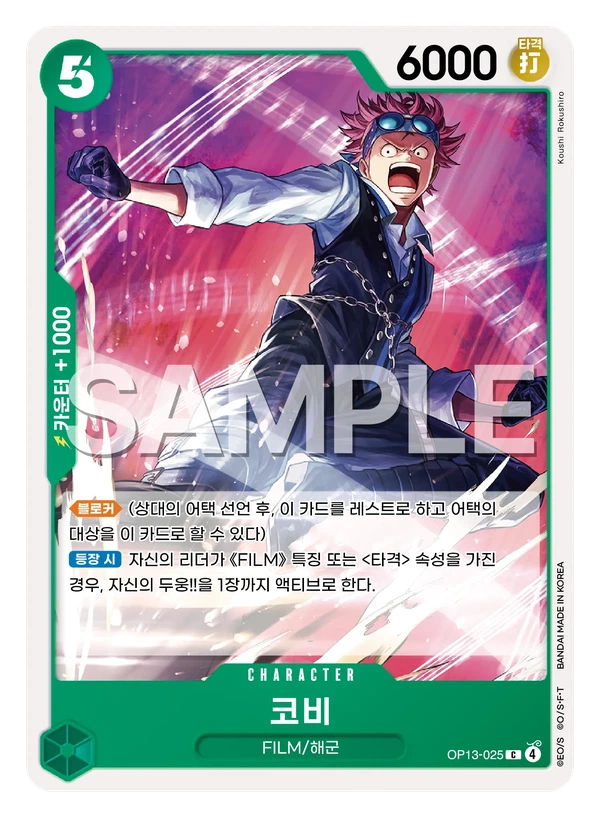 5
6000
타격
打
Koushi Rokushiro
카운터 +1000
SAMPLE
블로커 (상대의 어택 선언 후, 이 카드를 레스트로 하고 어택의
대상을 이 카드로 할 수 있다)
등장 시 자신의 리더가 《FILM》 특징 또는 <타격> 속성을 가진
경우, 자신의 두웅!!을 1장까지 액티브로 한다.
CHARACTER
코비
FILM/해군
OP13-025 C 4
©EO/S ©O/S·F·T BANDAI MADE IN KOREA